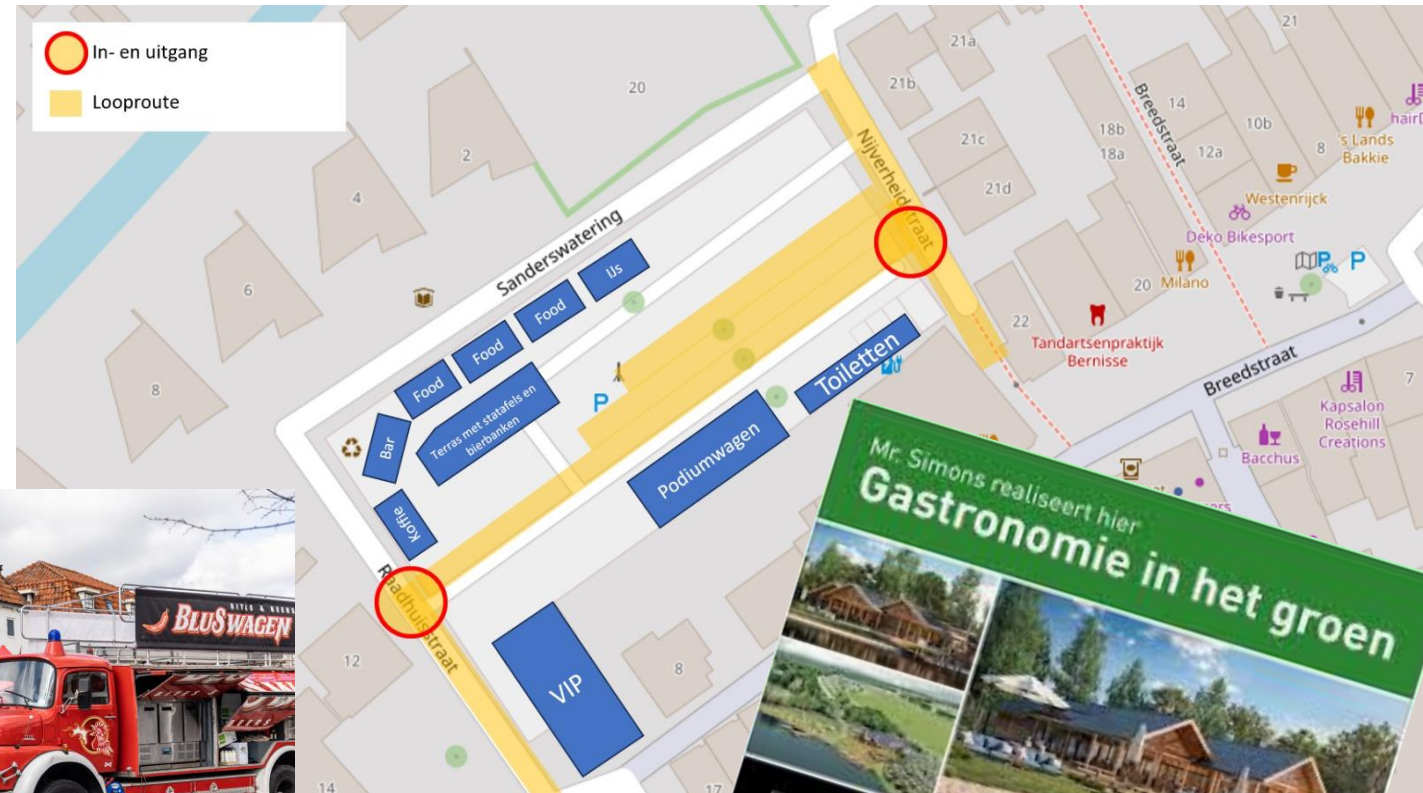 In- en uitgang
Looproute
20
2
4
6
8
Sanderswatering
Nijverheidstraat
21a
21b
21c
21d
22
Breedstraat
14
18b
18a
12a
10b
8
21
's Lands
Bakkie
Westenrijck
Deko Bikesport
P
P
20
Milano
Tandartsenpraktijk
Bernisse
Breedstraat
7
Kapsalon
Rosehill
Creations
Bacchus
IJs
Food
Food
Food
Bar
Koffie
Terras met statafels en
bierbanken
P
Toiletten
Podiumwagen
VIP
Raadhuisstraat
12
14
8
17
BLUSWAGEN
Mr. Simons realiseert hier
Gastronomie in het groen